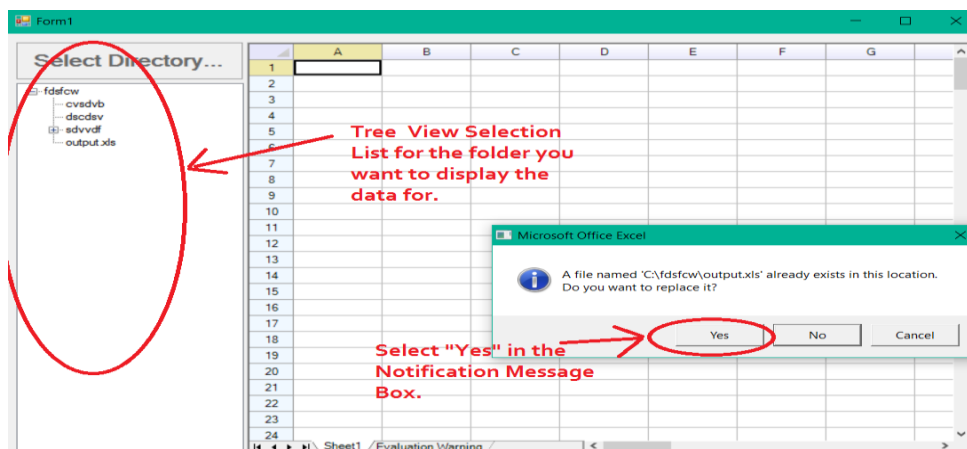 Form1
Select Directory...
fdsfcw
cvsdvb
dscdsv
sdvvdf
output.xls
A B C D E F G
1
2
3
4
5
6
7
8
9
10
11
12
13
14
15
16
17
18
19
20
21
22
23
24
Tree View Selection
List for the folder you
want to display the
data for.
Microsoft Office Excel
A file named 'C:\fdsfcw\output.xls' already exists in this location.
Do you want to replace it?
Yes No Cancel
Select "Yes" in the
Notification Message
Box.
Sheet1 Evaluation Warning